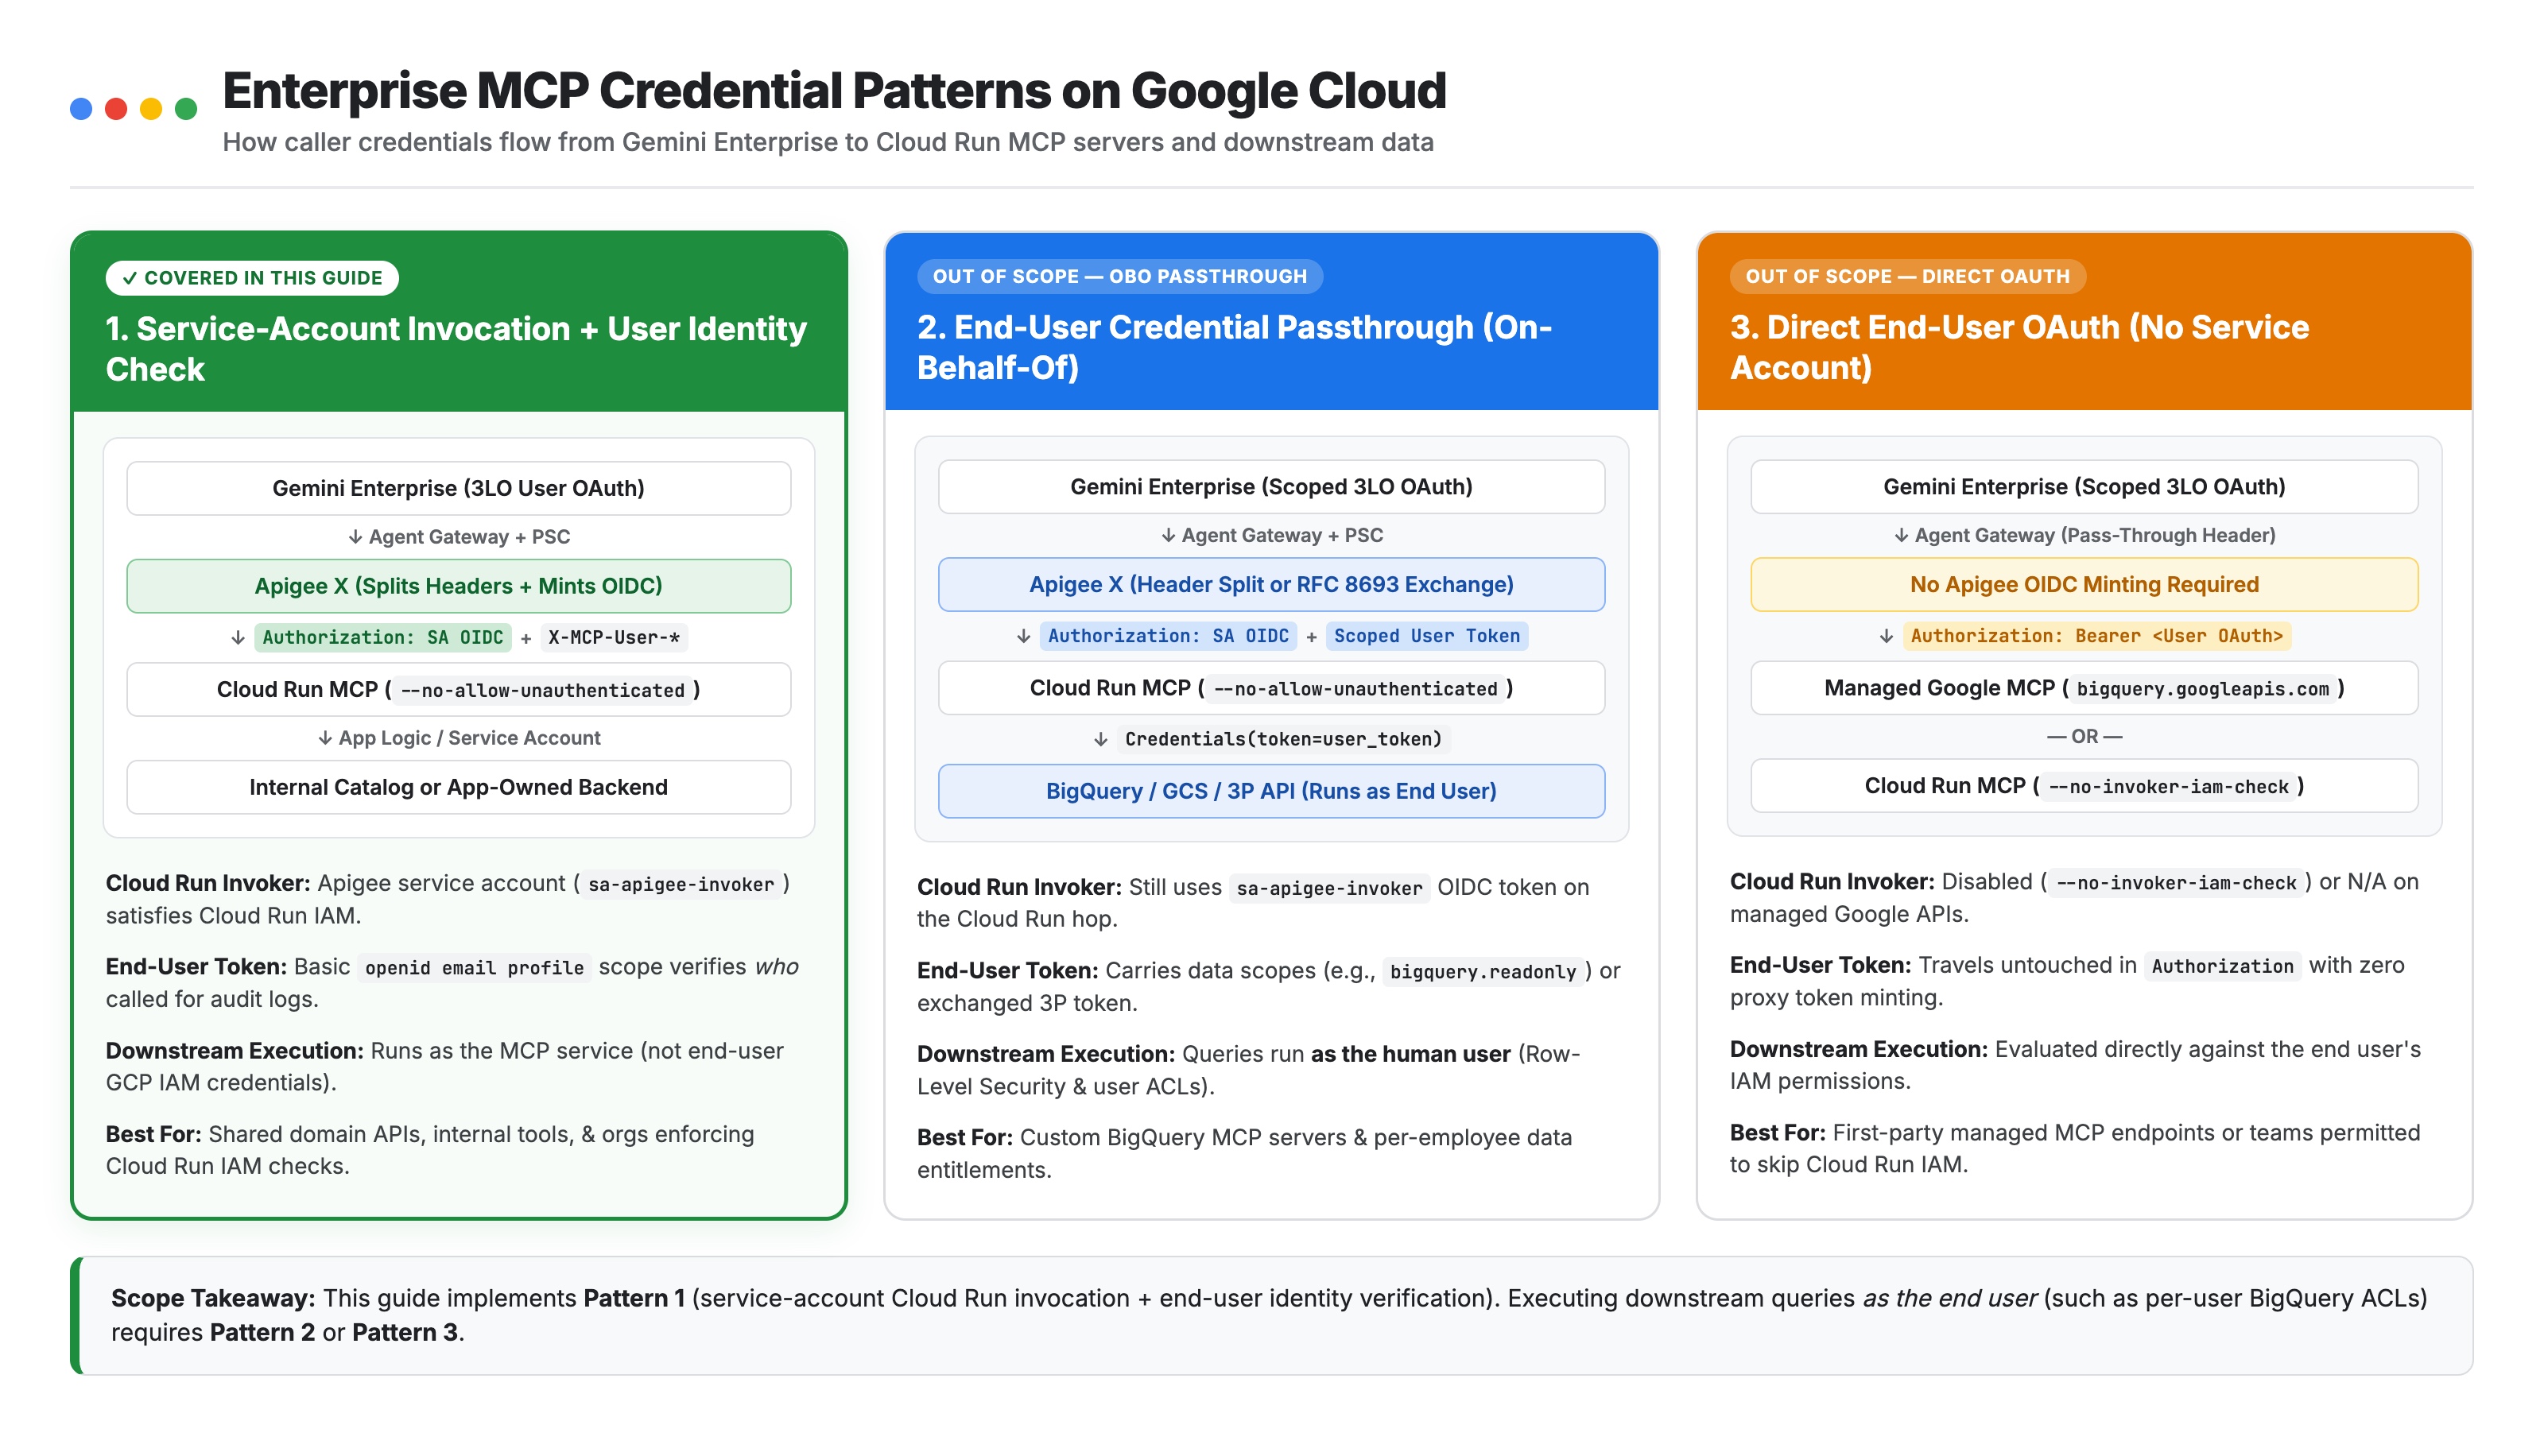 Enterprise MCP Credential Patterns on Google Cloud
How caller credentials flow from Gemini Enterprise to Cloud Run MCP servers and downstream data
✓ COVERED IN THIS GUIDE
1. Service-Account Invocation + User Identity
Check
Gemini Enterprise (3LO User OAuth)
↓ Agent Gateway + PSC
Apigee X (Splits Headers + Mints OIDC)
↓ Authorization: SA OIDC + X-MCP-User-*
Cloud Run MCP ( --no-allow-unauthenticated )
↓ App Logic / Service Account
Internal Catalog or App-Owned Backend
Cloud Run Invoker: Apigee service account ( sa-apigee-invoker )
satisfies Cloud Run IAM.
End-User Token: Basic openid email profile scope verifies who
called for audit logs.
Downstream Execution: Runs as the MCP service (not end-user
GCP IAM credentials).
Best For: Shared domain APIs, internal tools, & orgs enforcing
Cloud Run IAM checks.
OUT OF SCOPE — OBO PASSTHROUGH
2. End-User Credential Passthrough (On-
Behalf-Of)
Gemini Enterprise (Scoped 3LO OAuth)
↓ Agent Gateway + PSC
Apigee X (Header Split or RFC 8693 Exchange)
↓ Authorization: SA OIDC + Scoped User Token
Cloud Run MCP ( --no-allow-unauthenticated )
↓ Credentials(token=user_token)
BigQuery / GCS / 3P API (Runs as End User)
Cloud Run Invoker: Still uses sa-apigee-invoker OIDC token on
the Cloud Run hop.
End-User Token: Carries data scopes (e.g., bigquery.readonly ) or
exchanged 3P token.
Downstream Execution: Queries run as the human user (Row-
Level Security & user ACLs).
Best For: Custom BigQuery MCP servers & per-employee data
entitlements.
OUT OF SCOPE — DIRECT OAUTH
3. Direct End-User OAuth (No Service
Account)
Gemini Enterprise (Scoped 3LO OAuth)
↓ Agent Gateway (Pass-Through Header)
No Apigee OIDC Minting Required
↓ Authorization: Bearer <User OAuth>
Managed Google MCP ( bigquery.googleapis.com )
— OR —
Cloud Run MCP ( --no-invoker-iam-check )
Cloud Run Invoker: Disabled ( --no-invoker-iam-check ) or N/A on
managed Google APIs.
End-User Token: Travels untouched in Authorization with zero
proxy token minting.
Downstream Execution: Evaluated directly against the end user's
IAM permissions.
Best For: First-party managed MCP endpoints or teams permitted
to skip Cloud Run IAM.
Scope Takeaway: This guide implements Pattern 1 (service-account Cloud Run invocation + end-user identity verification). Executing downstream queries as the end user (such as per-user BigQuery ACLs)
requires Pattern 2 or Pattern 3.